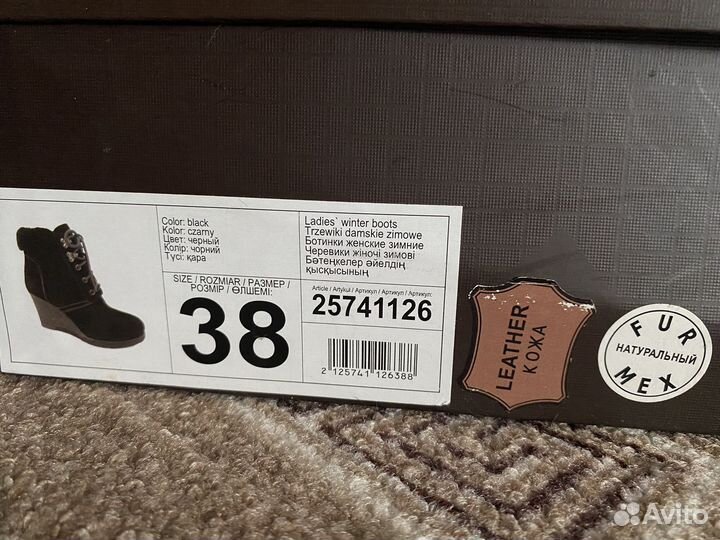 Color: black
Kolor: czarny
Цвет: черный
Колір: чорний
Түсі: қара
Ladies` winter boots
Trzewiki damskie zimowe
Ботинки женские зимние
Черевики жіночі зимові
Бәтеңкелер әйелдің
қысқысының
SIZE / ROZMIAR / РАЗМЕР /
РОЗМІР / ӨЛШЕМІ:
38
Article / Artykuł / Артикул / Артикул / Артикул:
25741126
2 125741 126388
LEATHER
КОЖА
FUR
НАТУРАЛЬНЫЙ
МЕХ
Avito